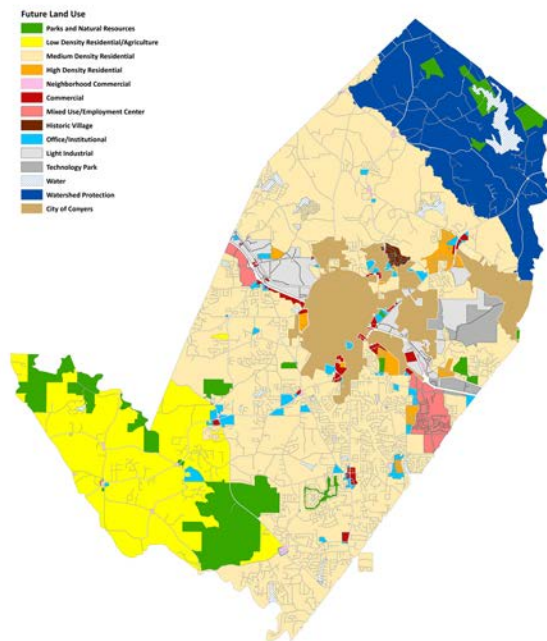 Future Land Use
Parks and Natural Resources
Low Density Residential/Agriculture
Medium Density Residential
High Density Residential
Neighborhood Commercial
Commercial
Mixed Use/Employment Center
Historic Village
Office/Institutional
Light Industrial
Technology Park
Water
Watershed Protection
City of Conyers